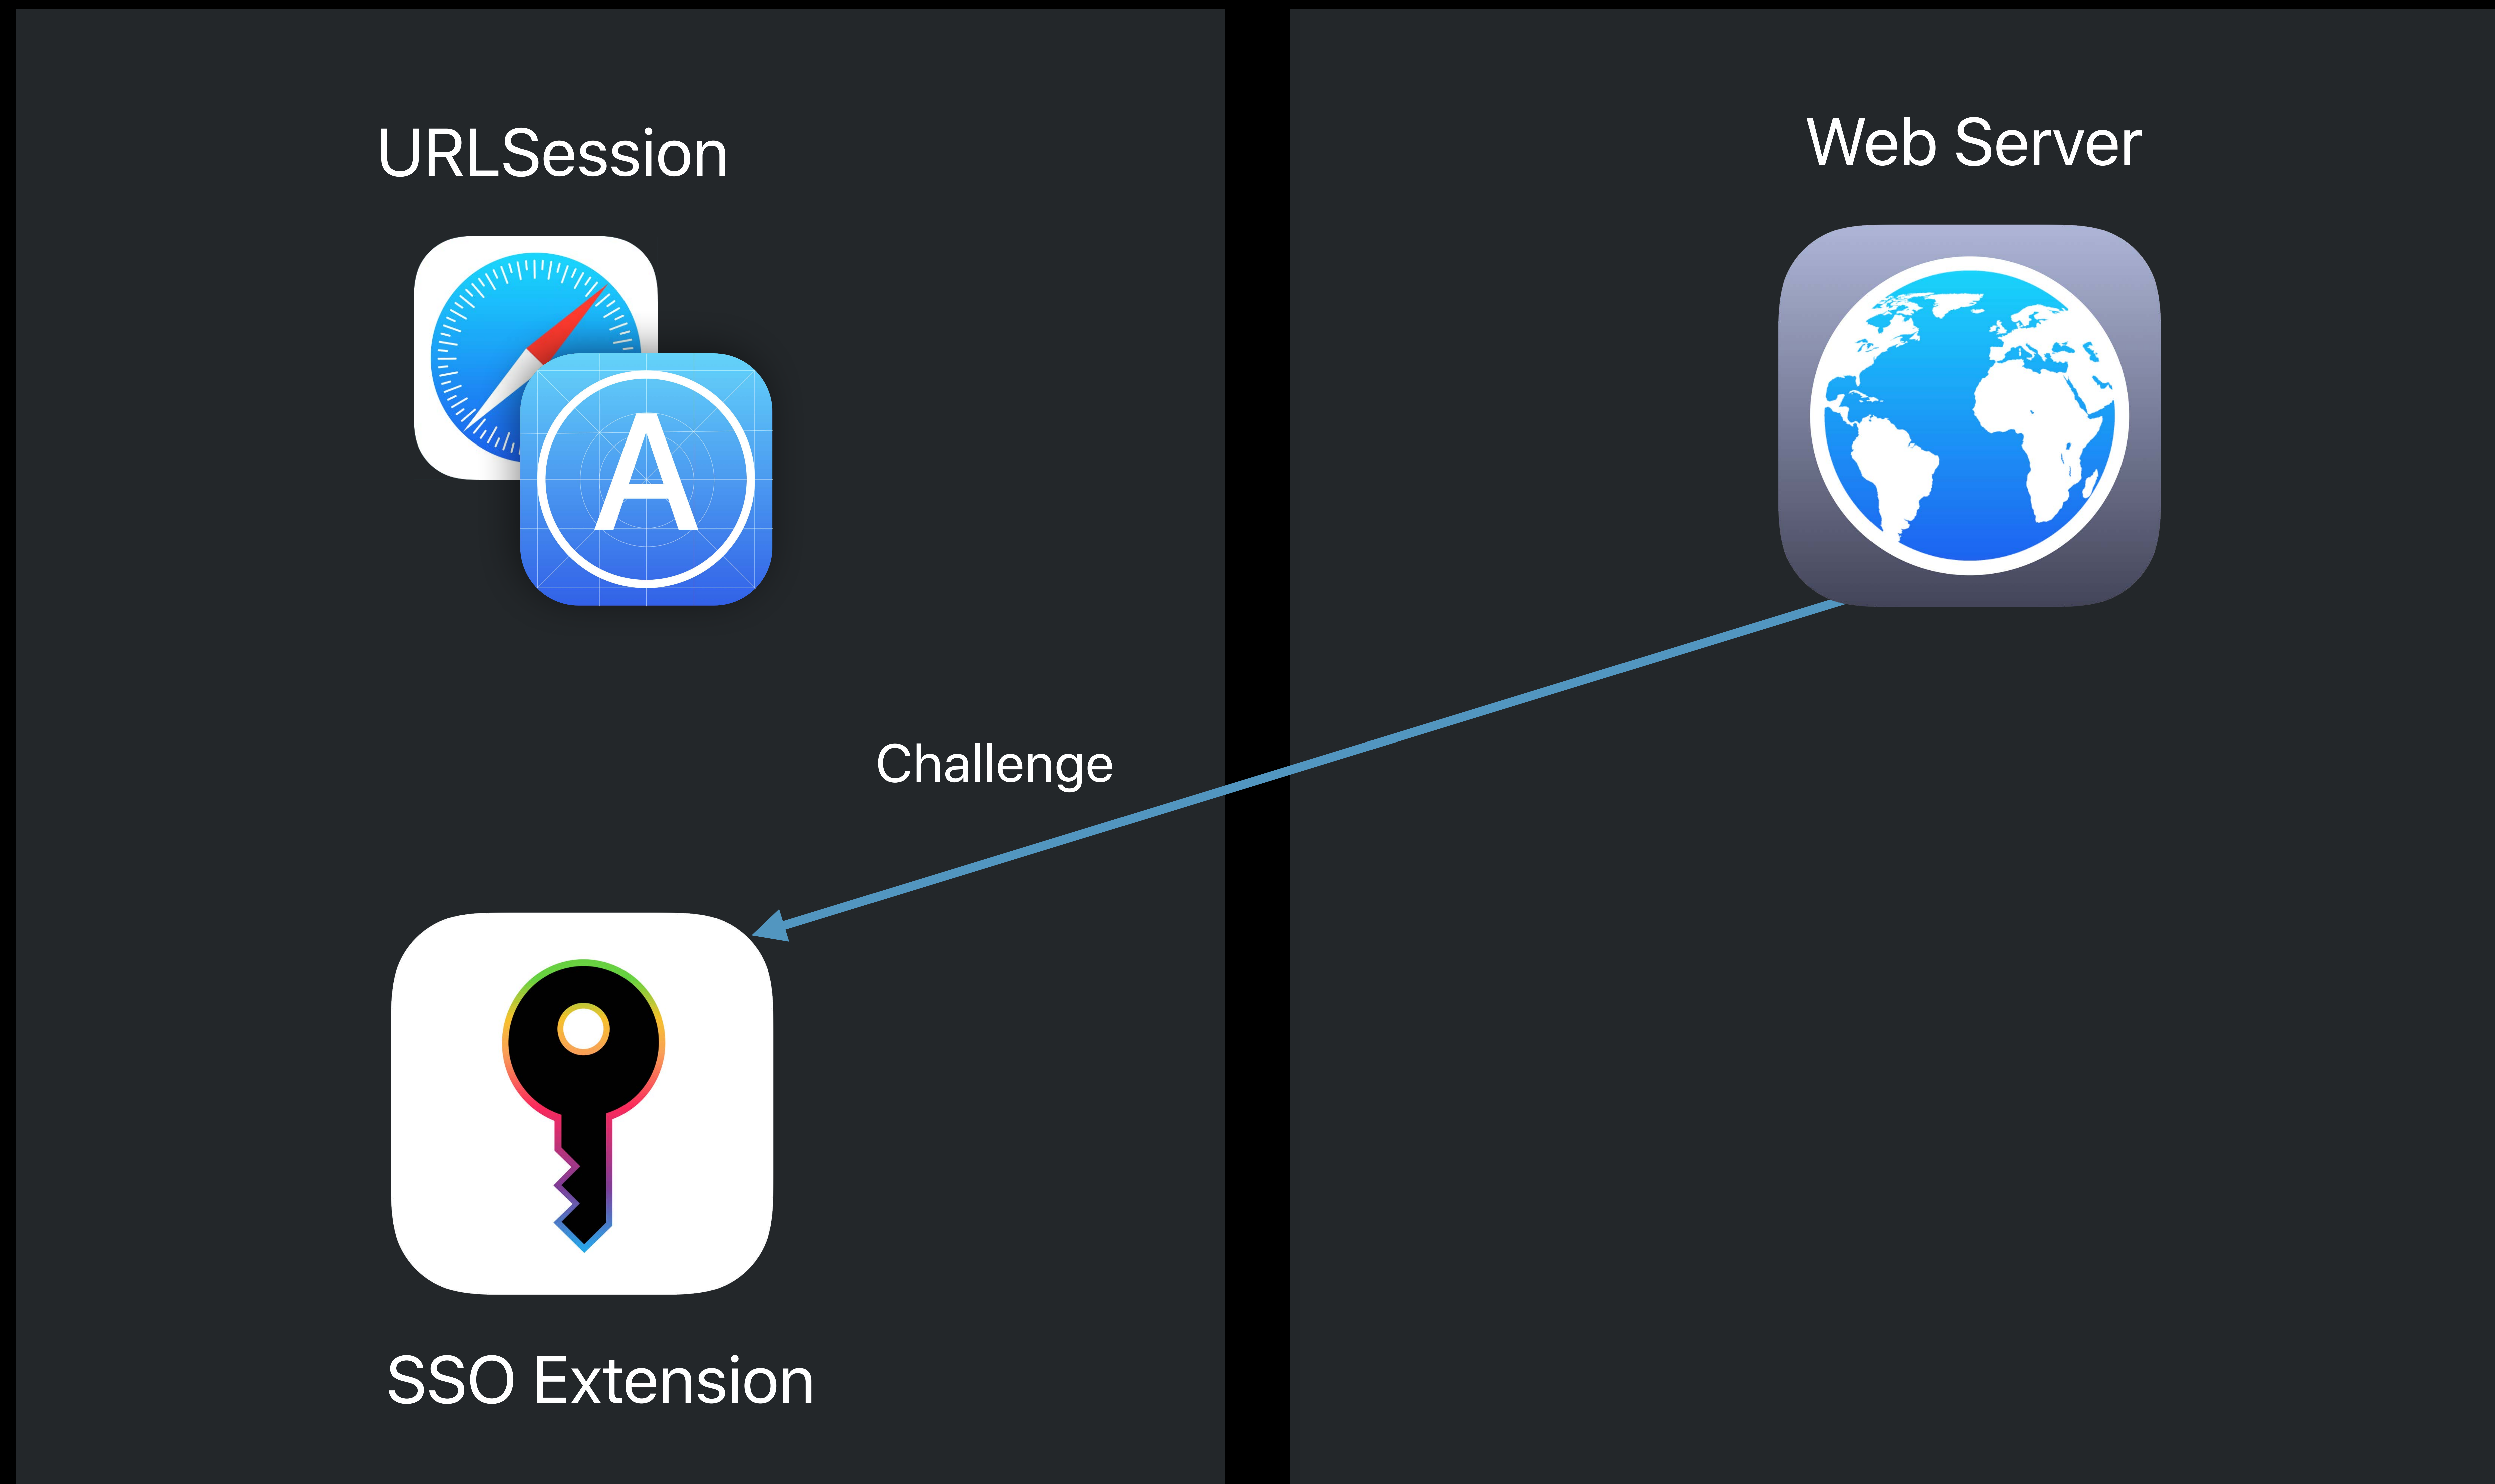 URLSession
Web Server
A
Challenge
SSO Extension